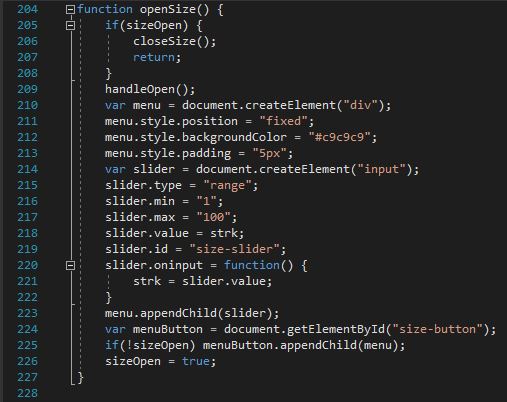 204 function openSize() {
205 if(sizeOpen) {
206 closeSize();
207 return;
208 }
209 handleOpen();
210 var menu = document.createElement("div");
211 menu.style.position = "fixed";
212 menu.style.backgroundColor = "#c9c9c9";
213 menu.style.padding = "5px";
214 var slider = document.createElement("input");
215 slider.type = "range";
216 slider.min = "1";
217 slider.max = "100";
218 slider.value = strk;
219 slider.id = "size-slider";
220 slider.oninput = function() {
221 strk = slider.value;
222 }
223 menu.appendChild(slider);
224 var menuButton = document.getElementById("size-button");
225 if(!sizeOpen) menuButton.appendChild(menu);
226 sizeOpen = true;
227 }
228